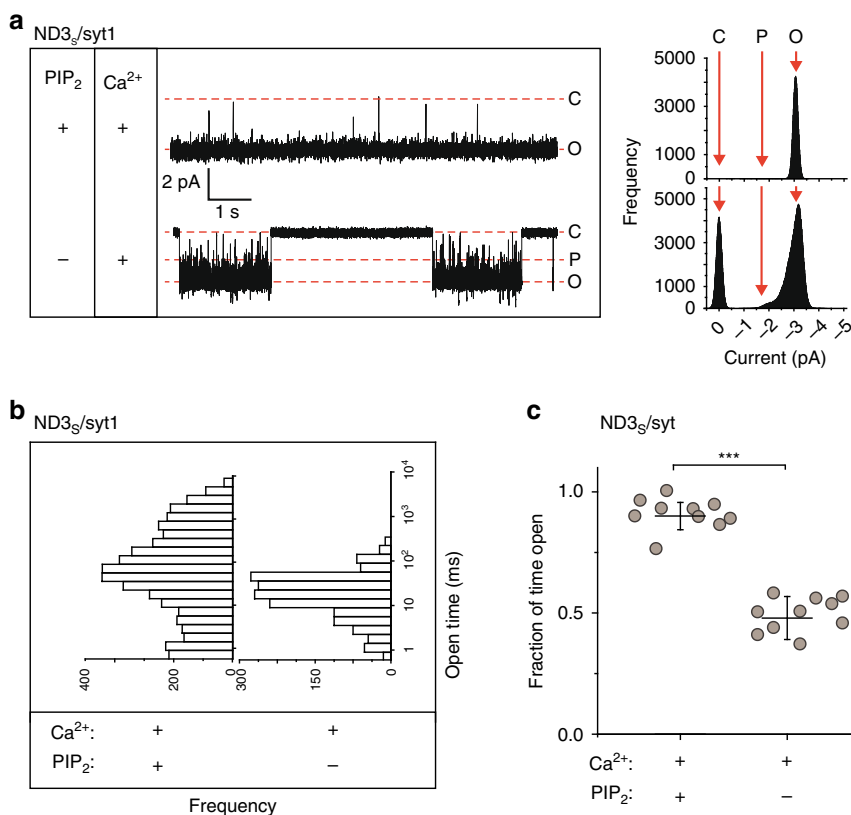 a
ND3s/syt1
PIP2 Ca2+
+ + C
O
2 pA
1 s
− + C
P
O
C P O
5000
4000
3000
1000
0
5000
4000
3000
1000
0
Frequency
0 −1 −2 −3 −4 −5
Current (pA)
b
ND3S/syt1
10^4
10^3
10^2
10
1
Open time (ms)
400 200 0 300 150 0
Ca2+: + +
PIP2: + −
Frequency
c
ND3S/syt
***
1.0
0.5
0.0
Fraction of time open
Ca2+: + +
PIP2: + −